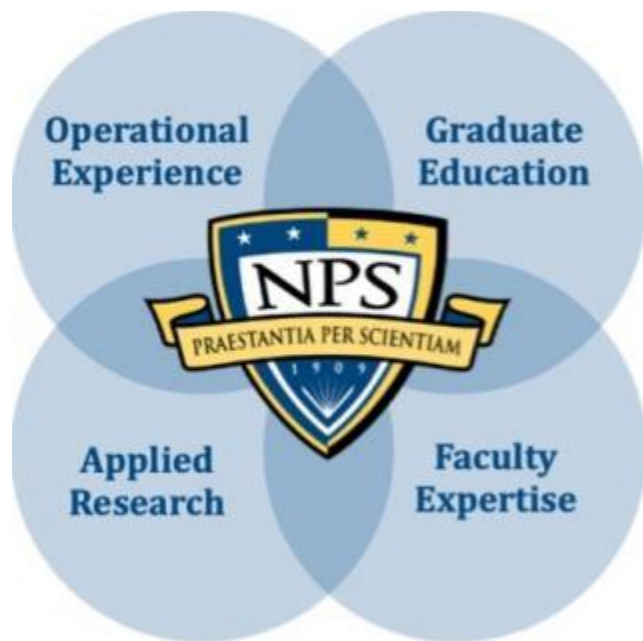 Operational
Experience
Graduate
Education
NPS
PRAESTANTIA PER SCIENTIAM
1909
Applied
Research
Faculty
Expertise